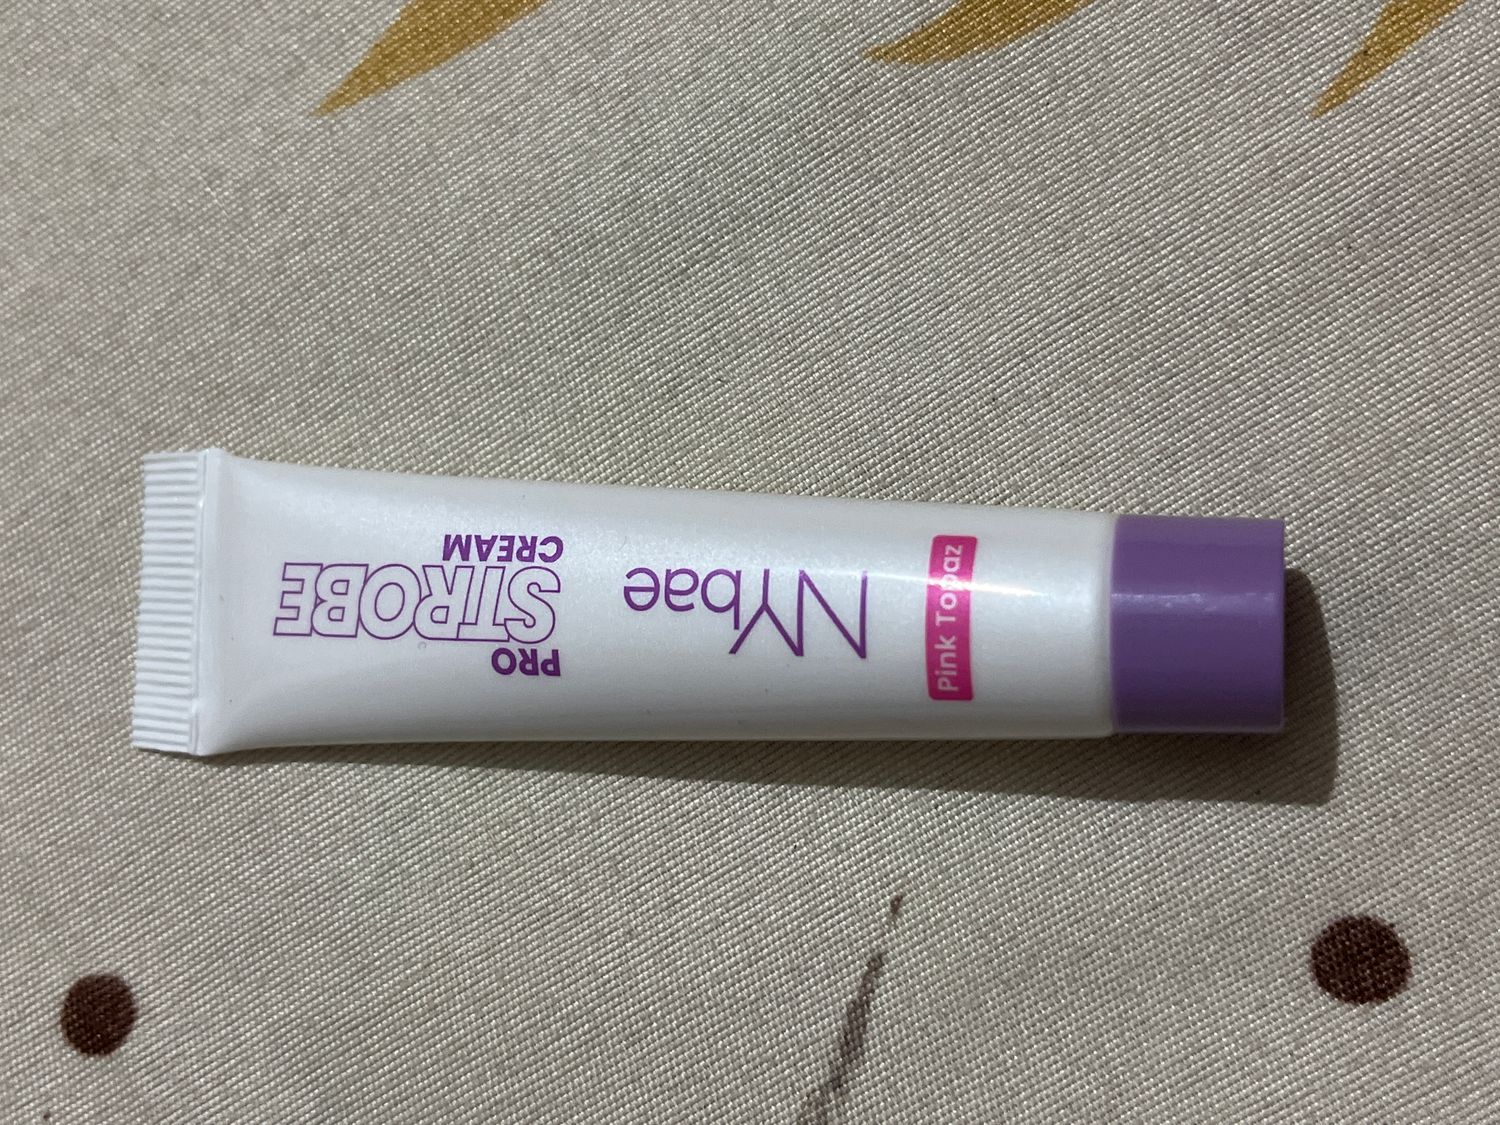 PRO
STROBE
CREAM
NYbae
Pink Topaz